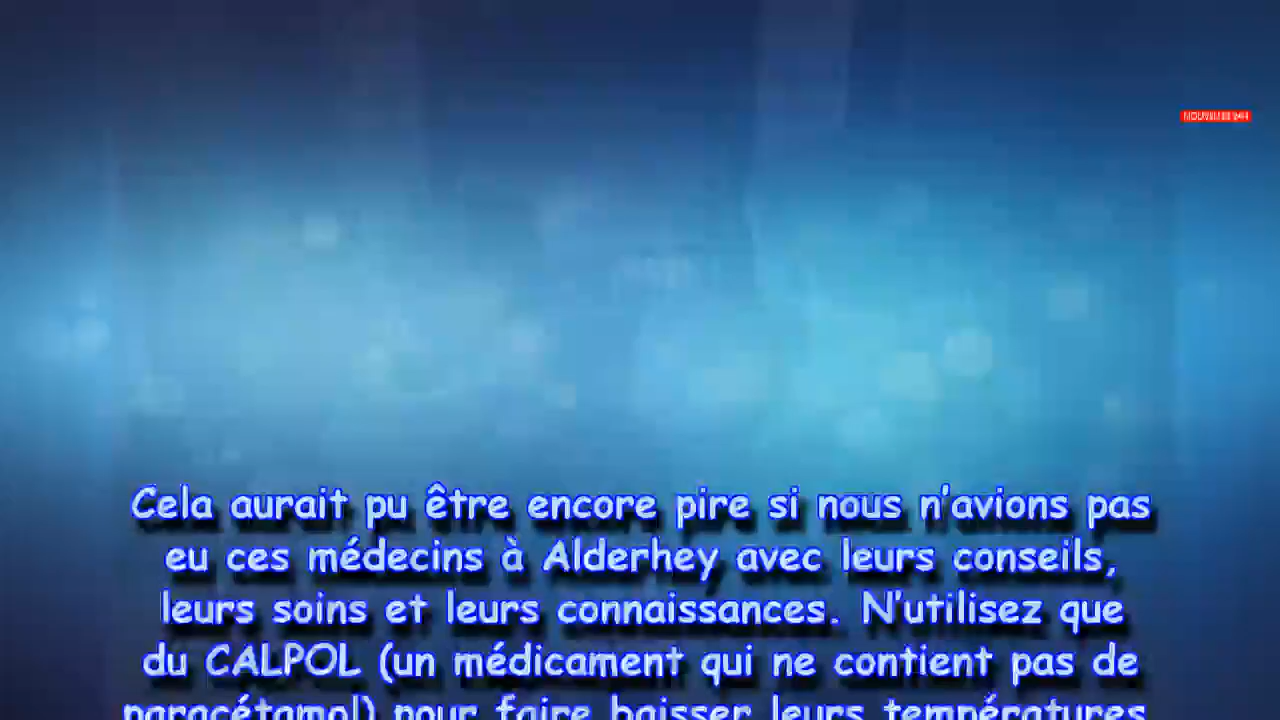 NOUVELLES 24H
Cela aurait pu être encore pire si nous n'avions pas
eu ces médecins à Alderhey avec leurs conseils,
leurs soins et leurs connaissances. N'utilisez que
du CALPOL (un médicament qui ne contient pas de
paracétamol) pour faire baisser leurs températures